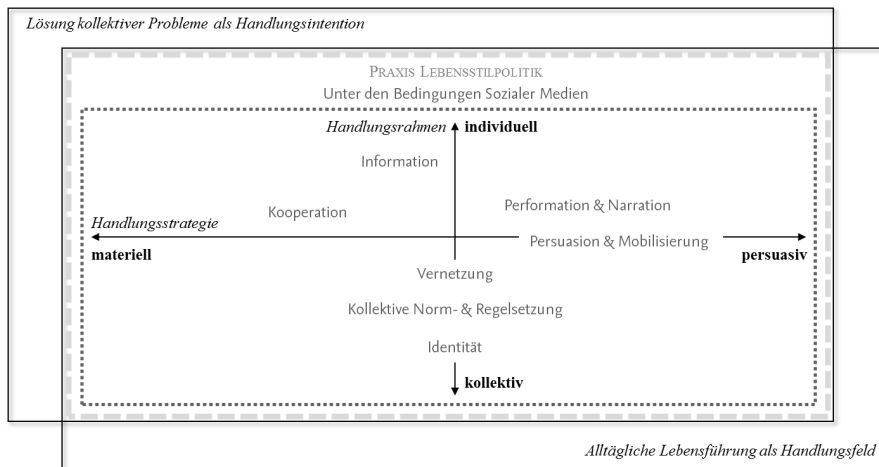 Lösung kollektiver Probleme als Handlungsintention
PRAXIS LEBENSSTILPOLITIK
Unter den Bedingungen Sozialer Medien
Handlungsrahmen individuell
Information
Kooperation
Performation & Narration
Handlungsstrategie
Persuasion & Mobilisierung
materiell persuasiv
Vernetzung
Kollektive Norm- & Regelsetzung
Identität
kollektiv
Alltägliche Lebensführung als Handlungsfeld